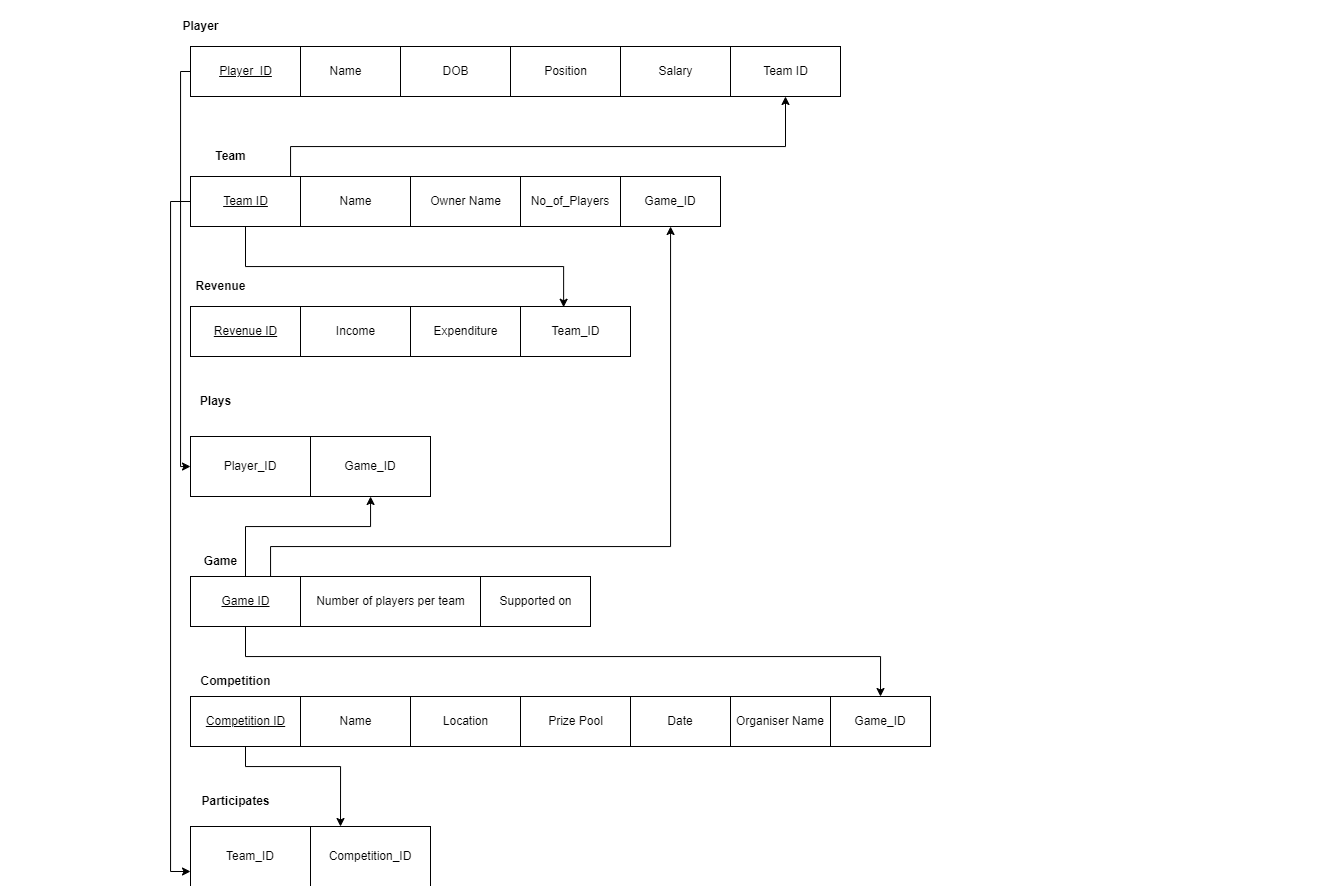 Player
Player_ID Name DOB Position Salary Team ID
Team
Team ID Name Owner Name No_of_Players Game_ID
Revenue
Revenue ID Income Expenditure Team_ID
Plays
Player_ID Game_ID
Game
Game ID Number of players per team Supported on
Competition
Competition ID Name Location Prize Pool Date Organiser Name Game_ID
Participates
Team_ID Competition_ID